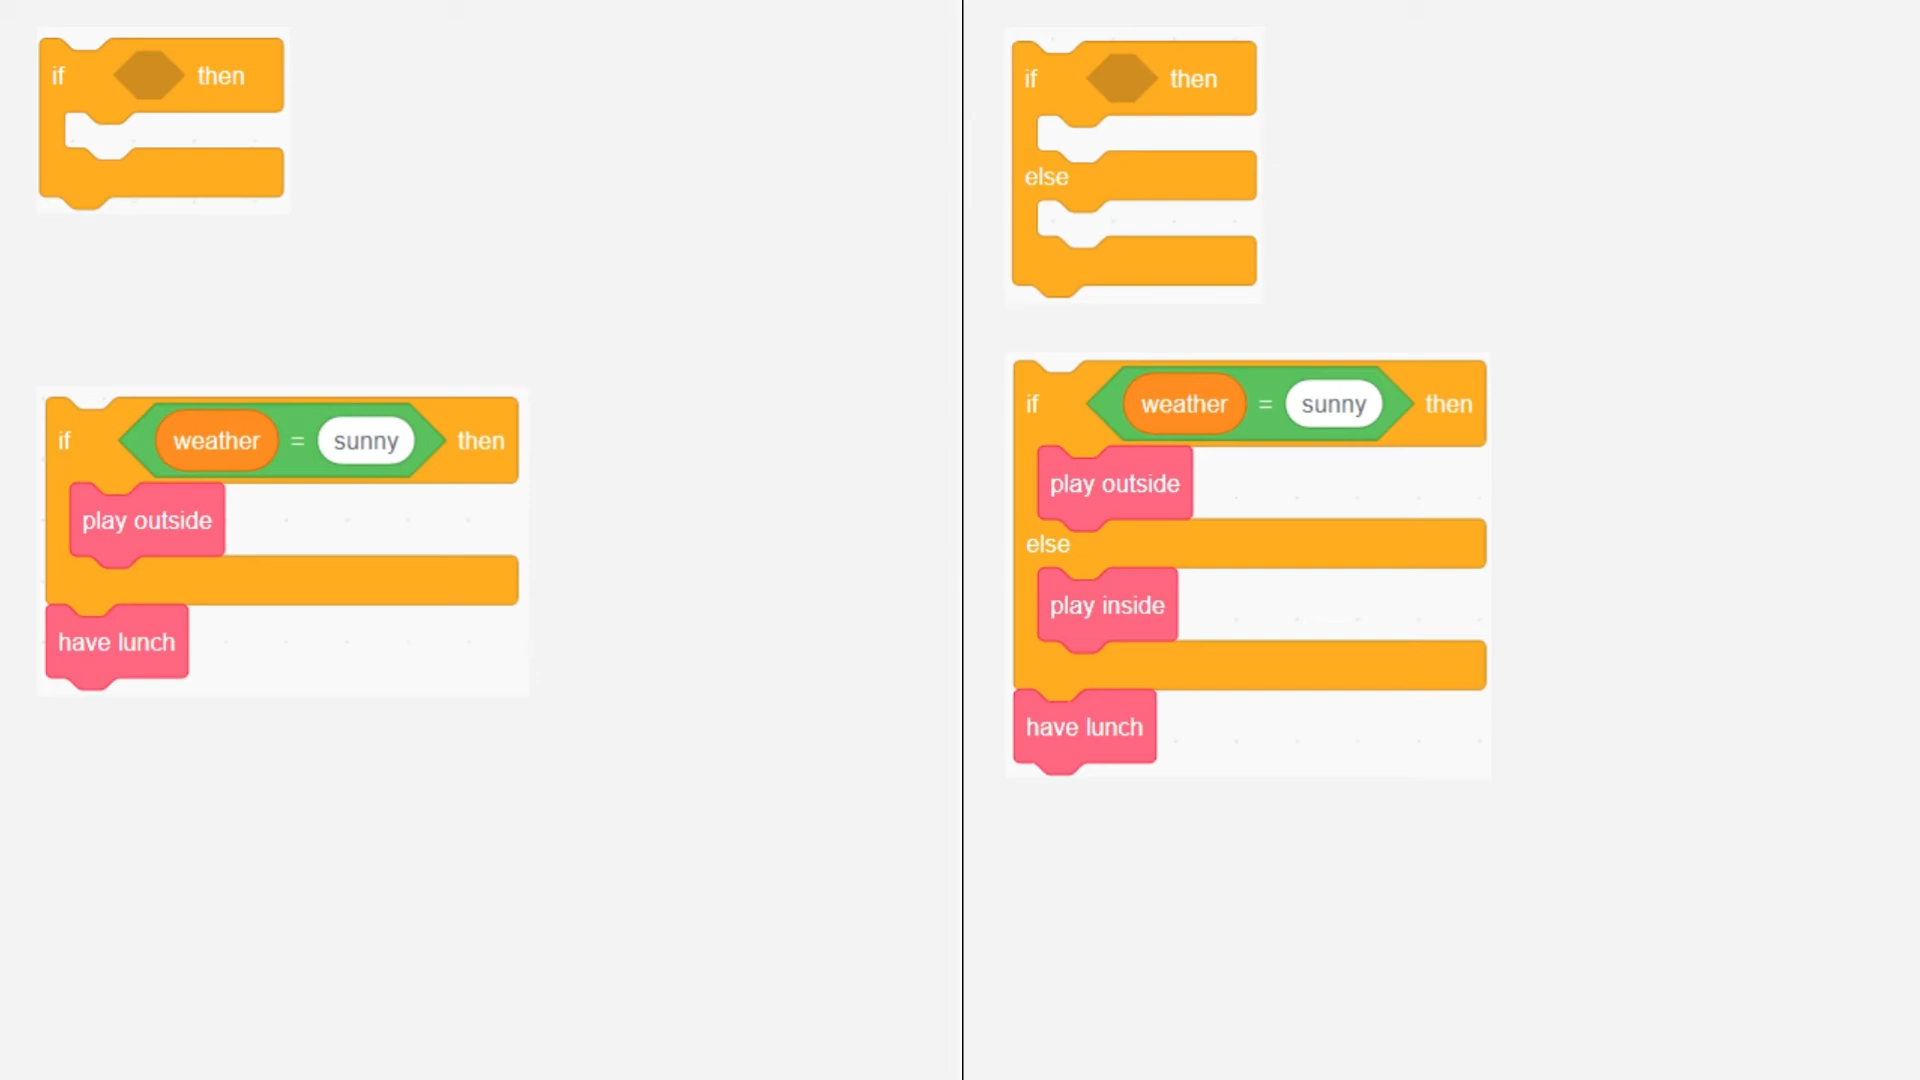 if then
if weather = sunny then
play outside
have lunch
if then
else
if weather = sunny then
play outside
else
play inside
have lunch